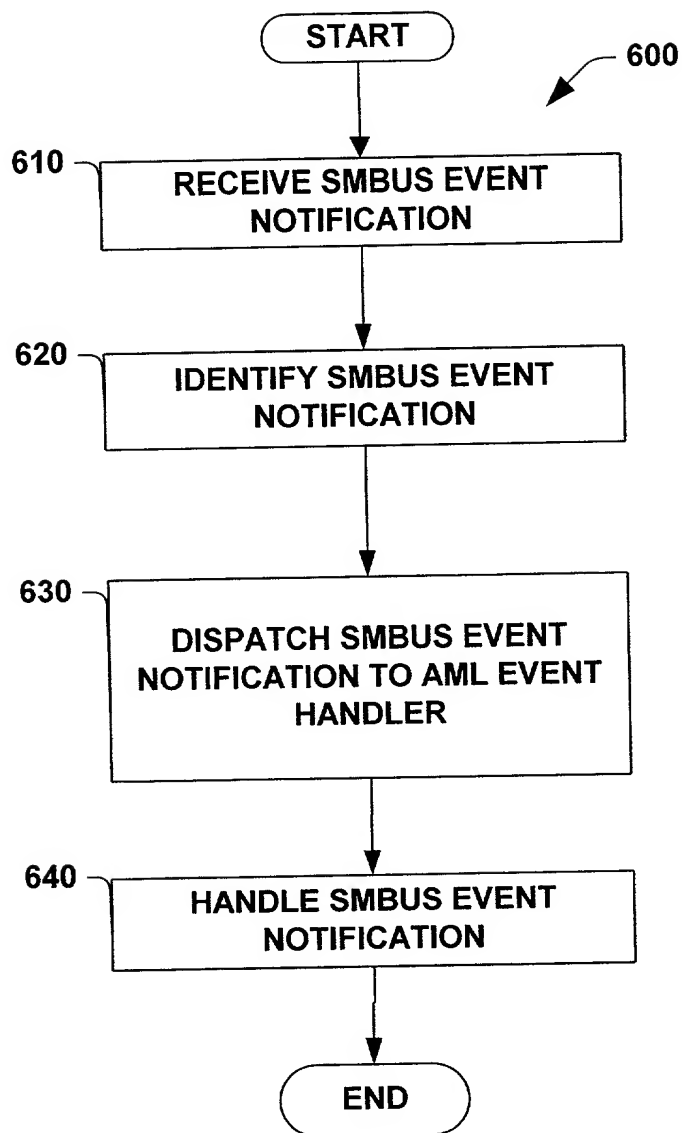 START
600
610
RECEIVE SMBUS EVENT
NOTIFICATION
620
IDENTIFY SMBUS EVENT
NOTIFICATION
630
DISPATCH SMBUS EVENT
NOTIFICATION TO AML EVENT
HANDLER
640
HANDLE SMBUS EVENT
NOTIFICATION
END